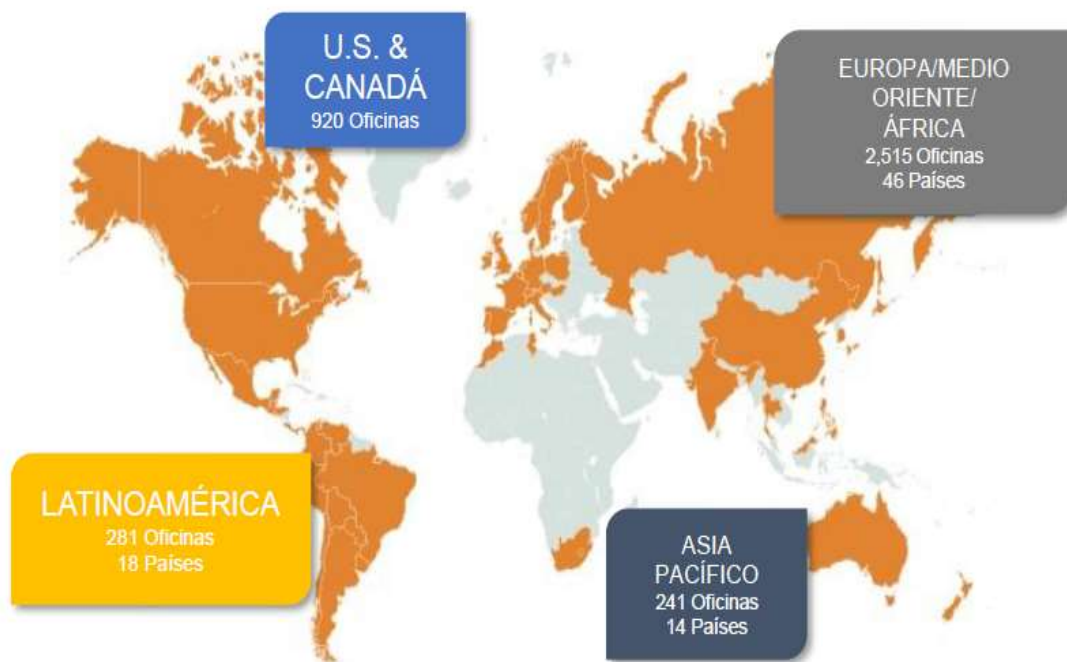 U.S. &
CANADÁ
920 Oficinas
EUROPA/MEDIO
ORIENTE/
ÁFRICA
2,515 Oficinas
46 Países
LATINOAMÉRICA
281 Oficinas
18 Países
ASIA
PACÍFICO
241 Oficinas
14 Países